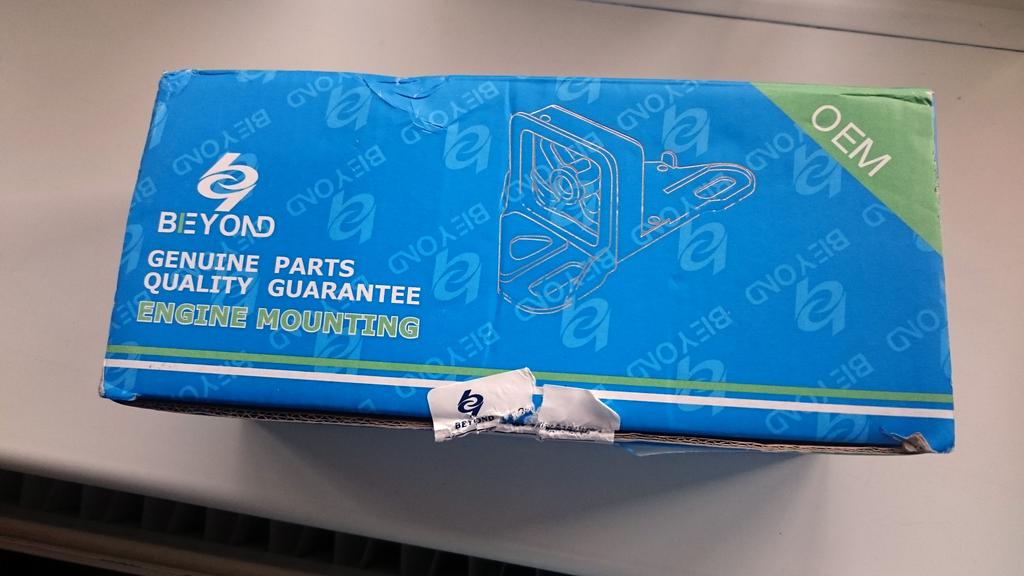 OEM
BEYOND
GENUINE PARTS
QUALITY GUARANTEE
ENGINE MOUNTING
BEYOND